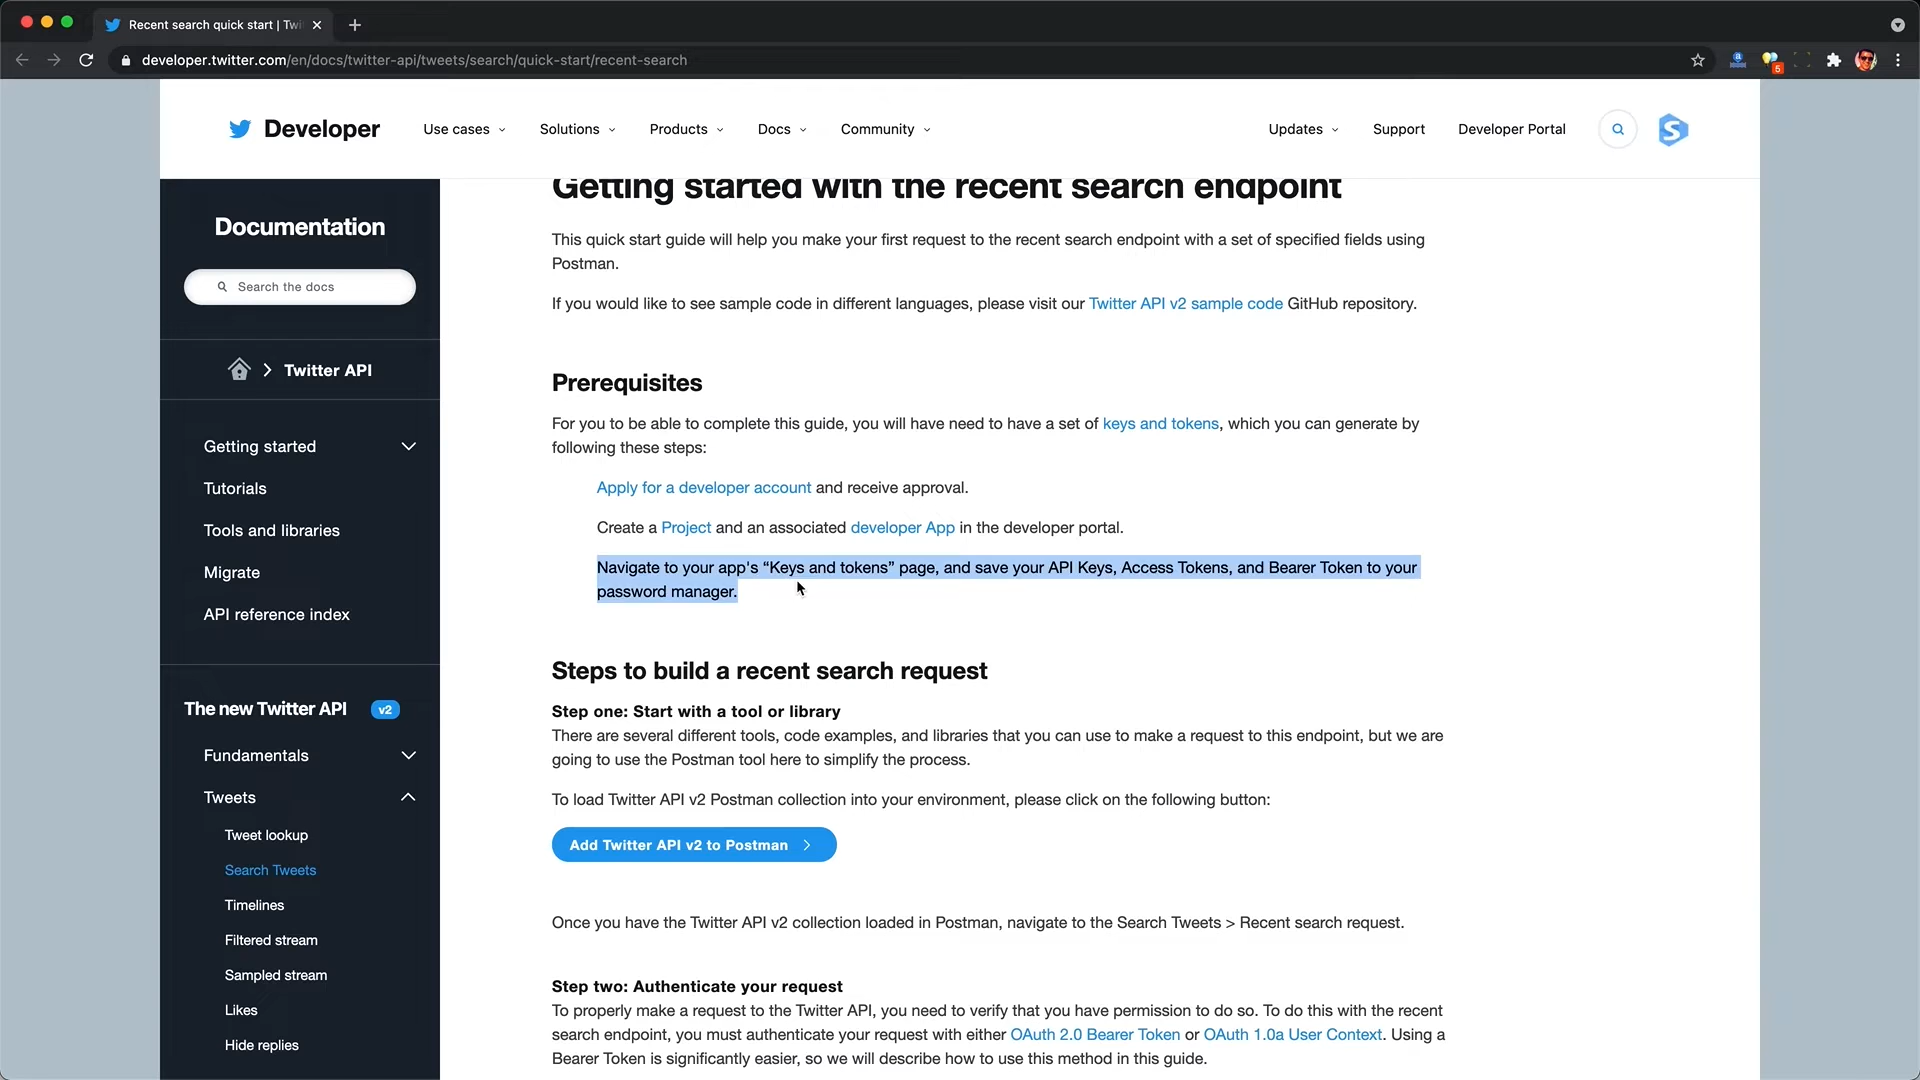 Recent search quick start | Twi
developer.twitter.com/en/docs/twitter-api/tweets/search/quick-start/recent-search
5
Developer
Use cases
Solutions
Products
Docs
Community
Updates
Support
Developer Portal
S
Documentation
Search the docs
Twitter API
Getting started
Tutorials
Tools and libraries
Migrate
API reference index
The new Twitter API v2
Fundamentals
Tweets
Tweet lookup
Search Tweets
Timelines
Filtered stream
Sampled stream
Likes
Hide replies
Getting started with the recent search endpoint
This quick start guide will help you make your first request to the recent search endpoint with a set of specified fields using
Postman.
If you would like to see sample code in different languages, please visit our Twitter API v2 sample code GitHub repository.
Prerequisites
For you to be able to complete this guide, you will have need to have a set of keys and tokens, which you can generate by
following these steps:
Apply for a developer account and receive approval.
Create a Project and an associated developer App in the developer portal.
Navigate to your app's “Keys and tokens” page, and save your API Keys, Access Tokens, and Bearer Token to your
password manager.
Steps to build a recent search request
Step one: Start with a tool or library
There are several different tools, code examples, and libraries that you can use to make a request to this endpoint, but we are
going to use the Postman tool here to simplify the process.
To load Twitter API v2 Postman collection into your environment, please click on the following button:
Add Twitter API v2 to Postman
Once you have the Twitter API v2 collection loaded in Postman, navigate to the Search Tweets > Recent search request.
Step two: Authenticate your request
To properly make a request to the Twitter API, you need to verify that you have permission to do so. To do this with the recent
search endpoint, you must authenticate your request with either OAuth 2.0 Bearer Token or OAuth 1.0a User Context. Using a
Bearer Token is significantly easier, so we will describe how to use this method in this guide.